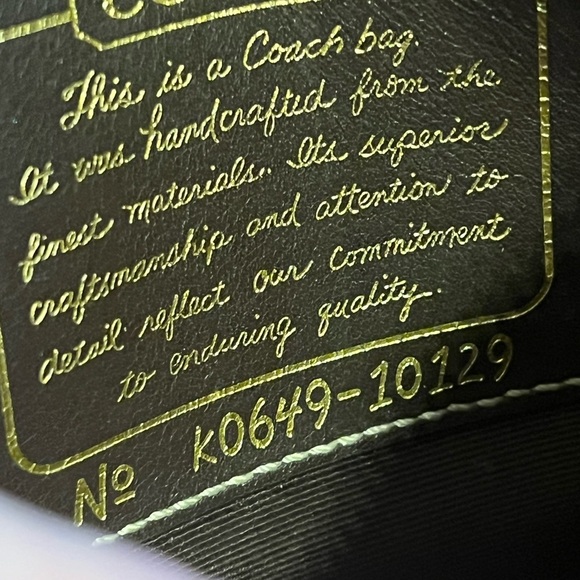 This is a Coach bag.
It was handcrafted from the
finest materials. Its superior
craftsmanship and attention to
detail reflect our commitment
to enduring quality.
Nº K0649-10129